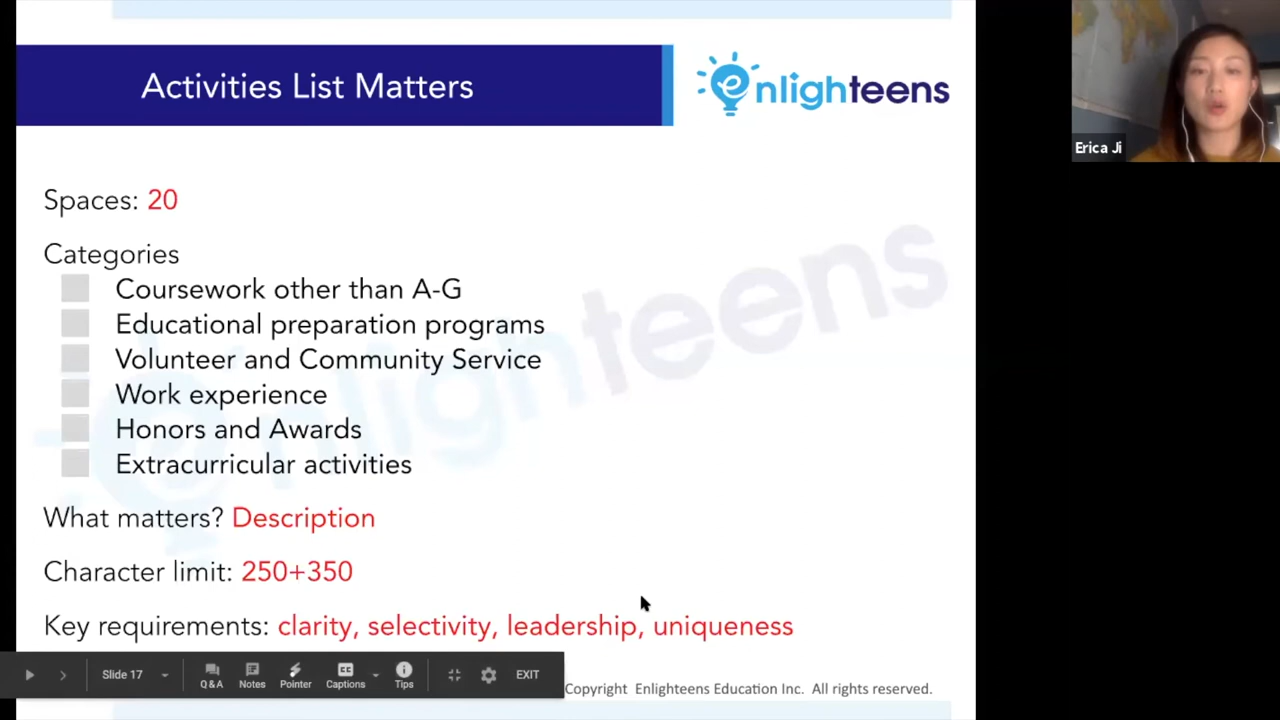 Activities List Matters
enlighteens
Erica Ji
Spaces: 20
Categories
Coursework other than A-G
Educational preparation programs
Volunteer and Community Service
Work experience
Honors and Awards
Extracurricular activities
enlighteens
What matters? Description
Character limit: 250+350
Key requirements: clarity, selectivity, leadership, uniqueness
Slide 17
Q&A
Notes
Pointer
CC
Captions
Tips
EXIT
Copyright Enlighteens Education Inc. All rights reserved.